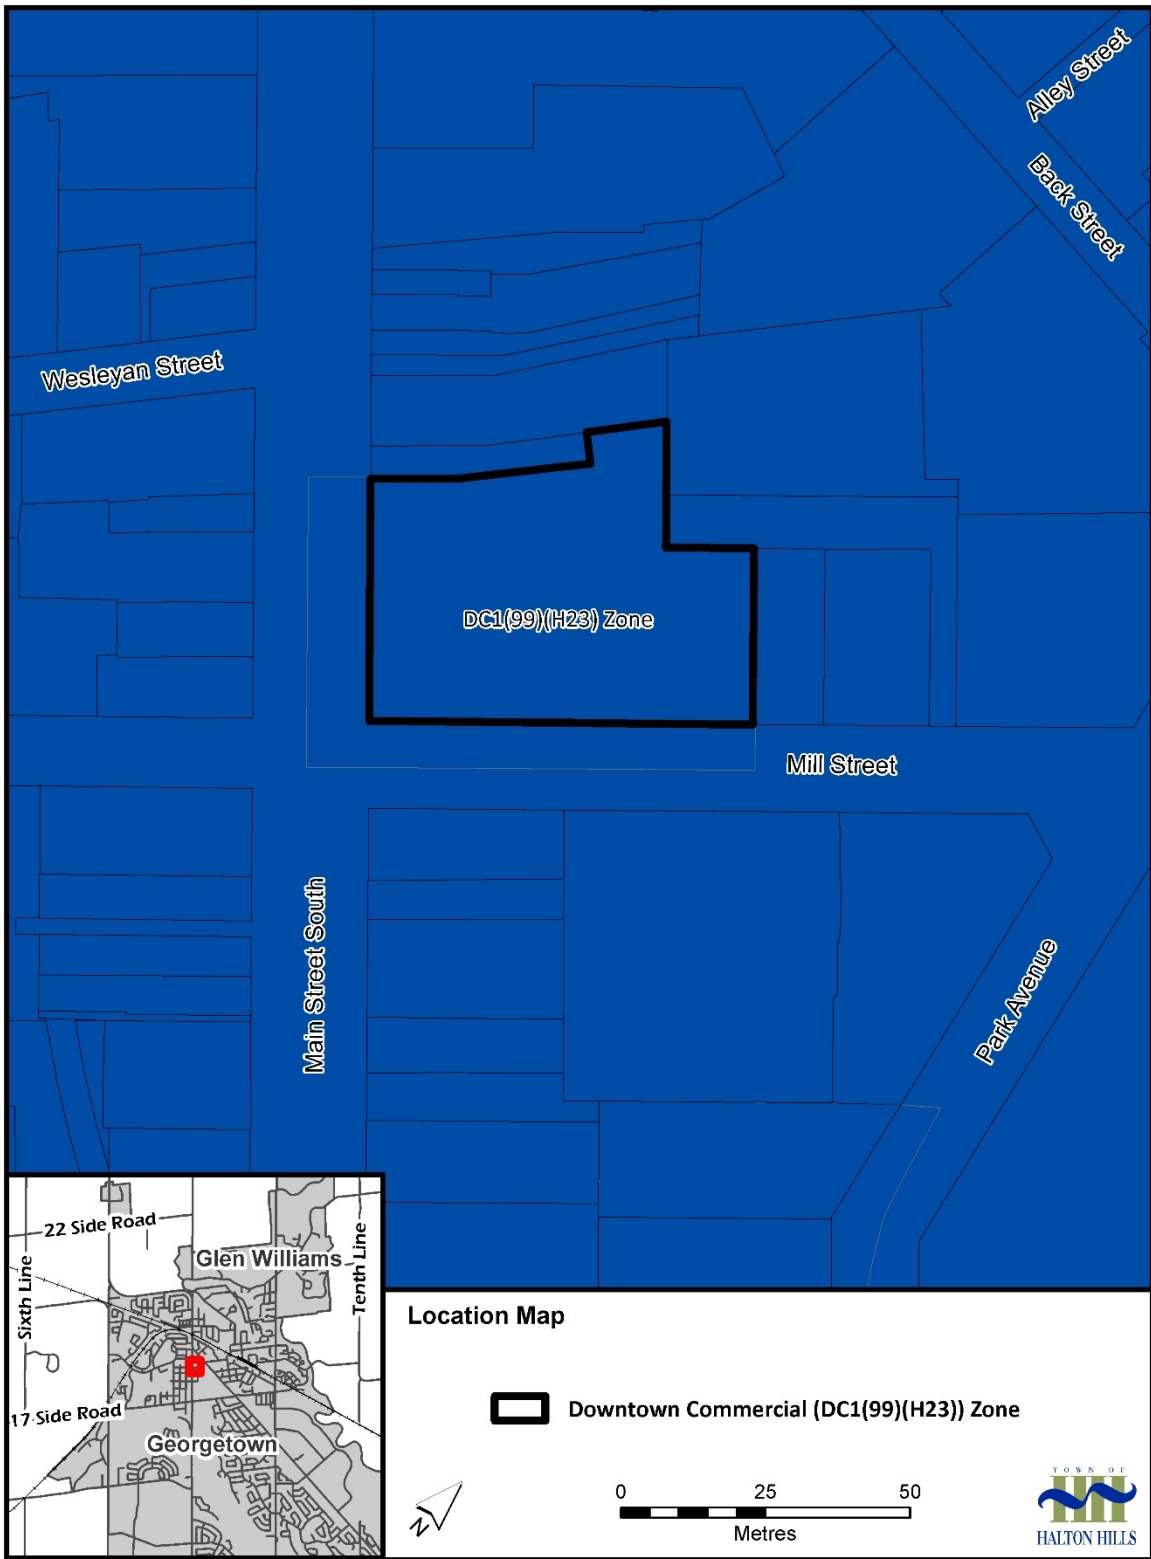 Alley Street
Back Street
Wesleyan Street
DC1(99)(H23) Zone
Mill Street
Main Street South
Park Avenue
22 Side Road
Glen Williams
Sixth Line
Tenth Line
17 Side Road
Georgetown
Location Map
Downtown Commercial (DC1(99)(H23)) Zone
N
0 25 50
Metres
TOWN OF
HALTON HILLS